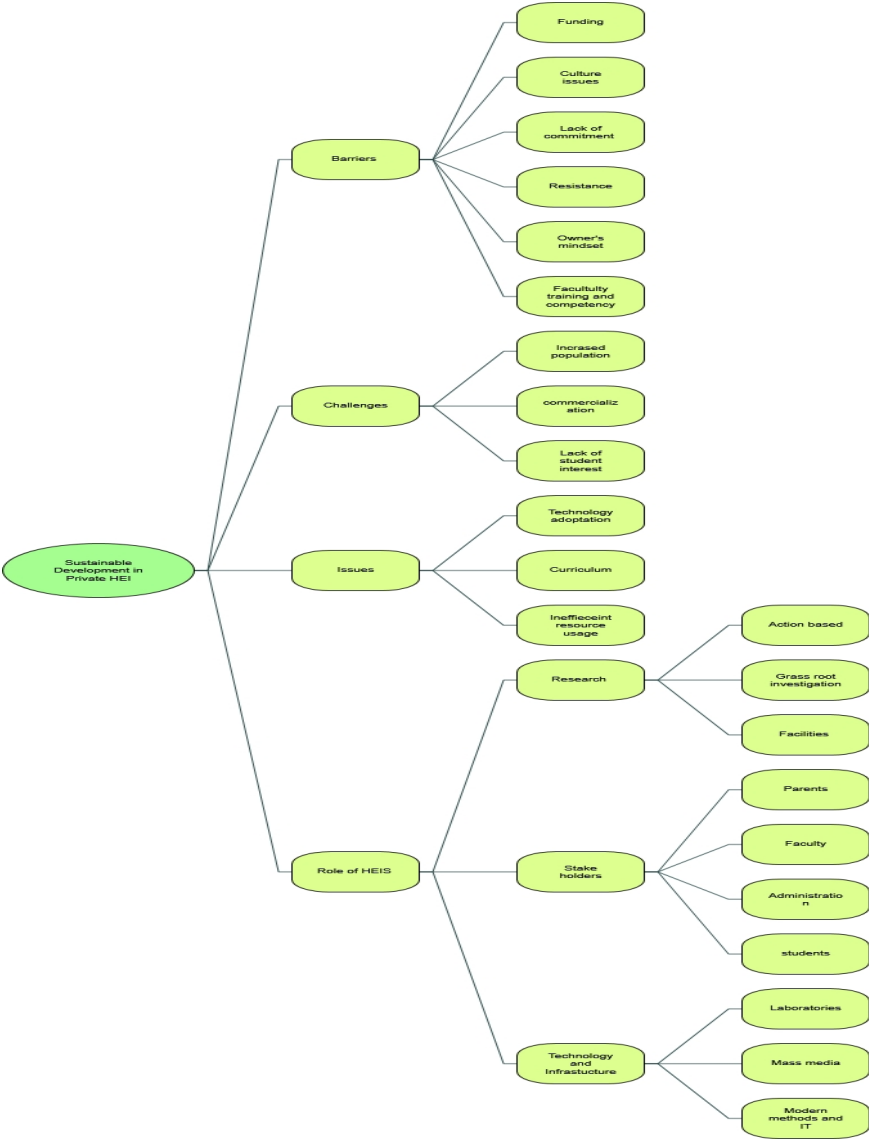 Funding
Culture
issues
Lack of
commitment
Barriers
Resistance
Owner's
mindset
Facultulty
training and
competency
Incrased
population
Challenges
commercializ
ation
Lack of
student
interest
Technology
adoptation
Sustainable
Development in
Private HEI
Issues
Curriculum
Ineffieceint
resource
usage
Action based
Research
Grass root
investigation
Facilities
Parents
Faculty
Role of HEIS
Stake
holders
Administratio
n
students
Laboratories
Technology
and
Infrastucture
Mass media
Modern
methods and
IT